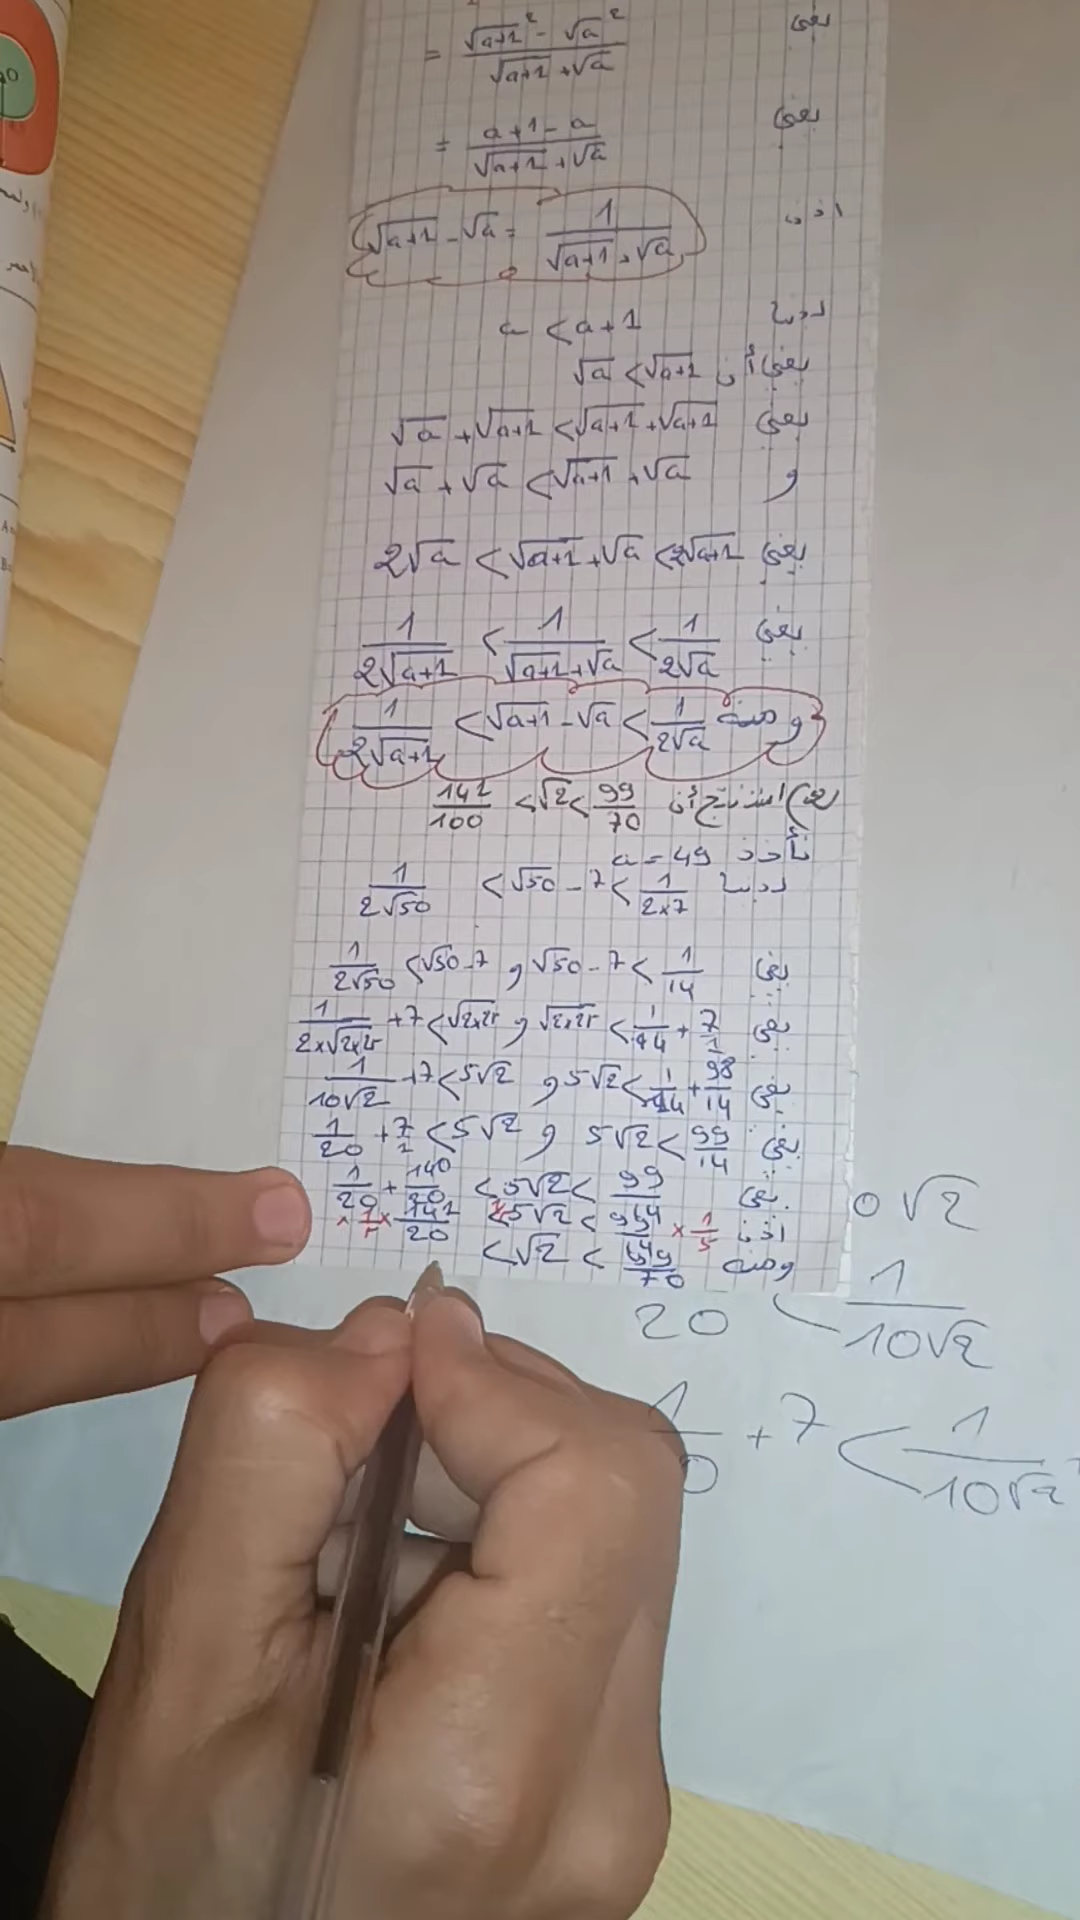 يعني = (√(a+1)² - √a²) / (√(a+1) + √a)
يعني = (a+1-a) / (√(a+1) + √a)
اذن √(a+1) - √a = 1 / (√(a+1) + √a)
لدينا a < a+1
يعني أن √a < √(a+1)
يعني √a + √(a+1) < √(a+1) + √(a+1)
و √a + √a < √(a+1) + √a
يعني 2√a < √(a+1) + √a < 2√(a+1)
يعني 1/(2√(a+1)) < 1/(√(a+1) + √a) < 1/(2√a)
ومنه 1/(2√(a+1)) < √(a+1) - √a < 1/(2√a)
استنتج أن 141/100 < √2 < 99/70
نأخذ a = 49
لدينا 1/(2√50) < √50 - 7 < 1/(2×7)
يعني 1/(2√50) < √50 - 7 و √50 - 7 < 1/14
يعني 1/(2×√(2×25)) + 7 < √(2×25) و √(2×25) < 1/14 + 7/1
يعني 1/(10√2) + 7 < 5√2 و 5√2 < 1/14 + 98/14
يعني 1/20 + 7/1 < 5√2 و 5√2 < 99/14
يعني 1/20 + 140/20 < 5√2 < 99/14
اذن × 141/20 < 5√2 < × 1/5
ومنه < √2 < 70
0√2
20 < 1/(10√2)
+ 7 < 1/(10√2)